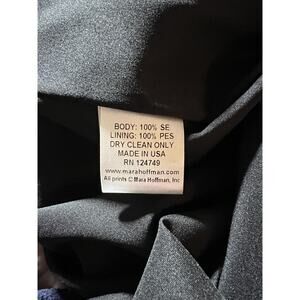 BODY: 100% SE
LINING: 100% PES
DRY CLEAN ONLY
MADE IN USA
RN 124749
www.marahoffman.com
All prints © Mara Hoffman, Inc